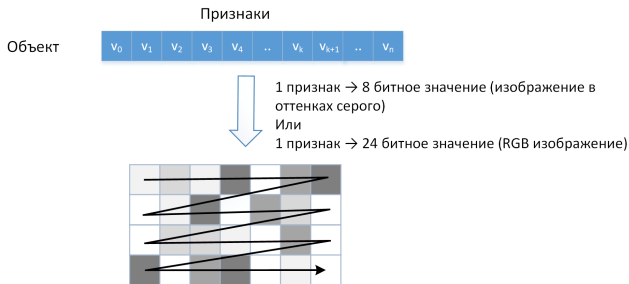 Признаки
Объект v0 v1 v2 v3 v4 .. vk vk+1 .. vn
1 признак → 8 битное значение (изображение в
оттенках серого)
Или
1 признак → 24 битное значение (RGB изображение)